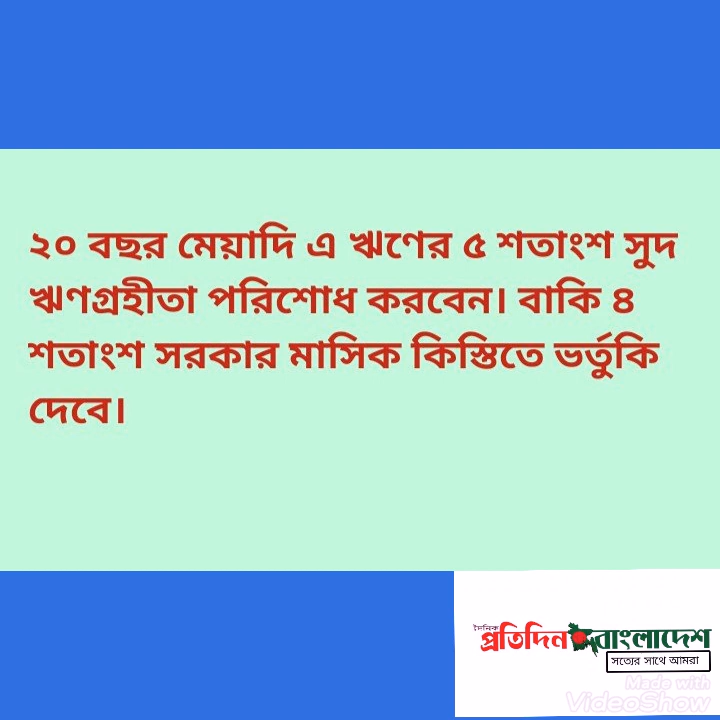 ২০ বছর মেয়াদি এ ঋণের ৫ শতাংশ সুদ
ঋণগ্রহীতা পরিশোধ করবেন। বাকি ৪
শতাংশ সরকার মাসিক কিস্তিতে ভর্তুকি
দেবে।
দৈনিক
প্রতিদিন বাংলাদেশ
সত্যের সাথে আমরা
Made with
VideoShow